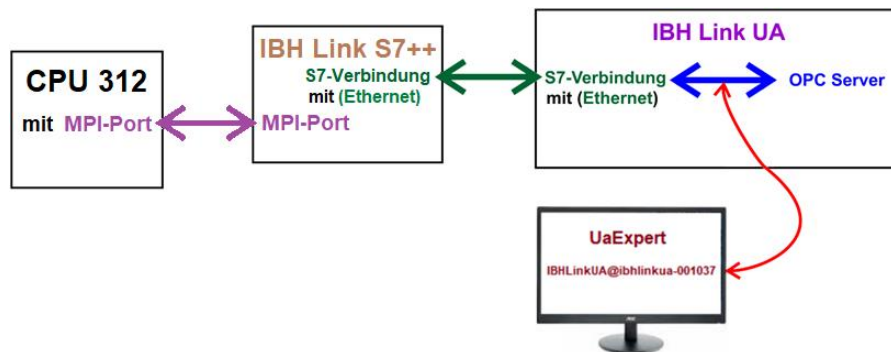 CPU 312
mit MPI-Port
IBH Link S7++
S7-Verbindung
mit (Ethernet)
MPI-Port
IBH Link UA
S7-Verbindung
mit (Ethernet)
OPC Server
UaExpert
IBHLinkUA@ibhlinkua-001037